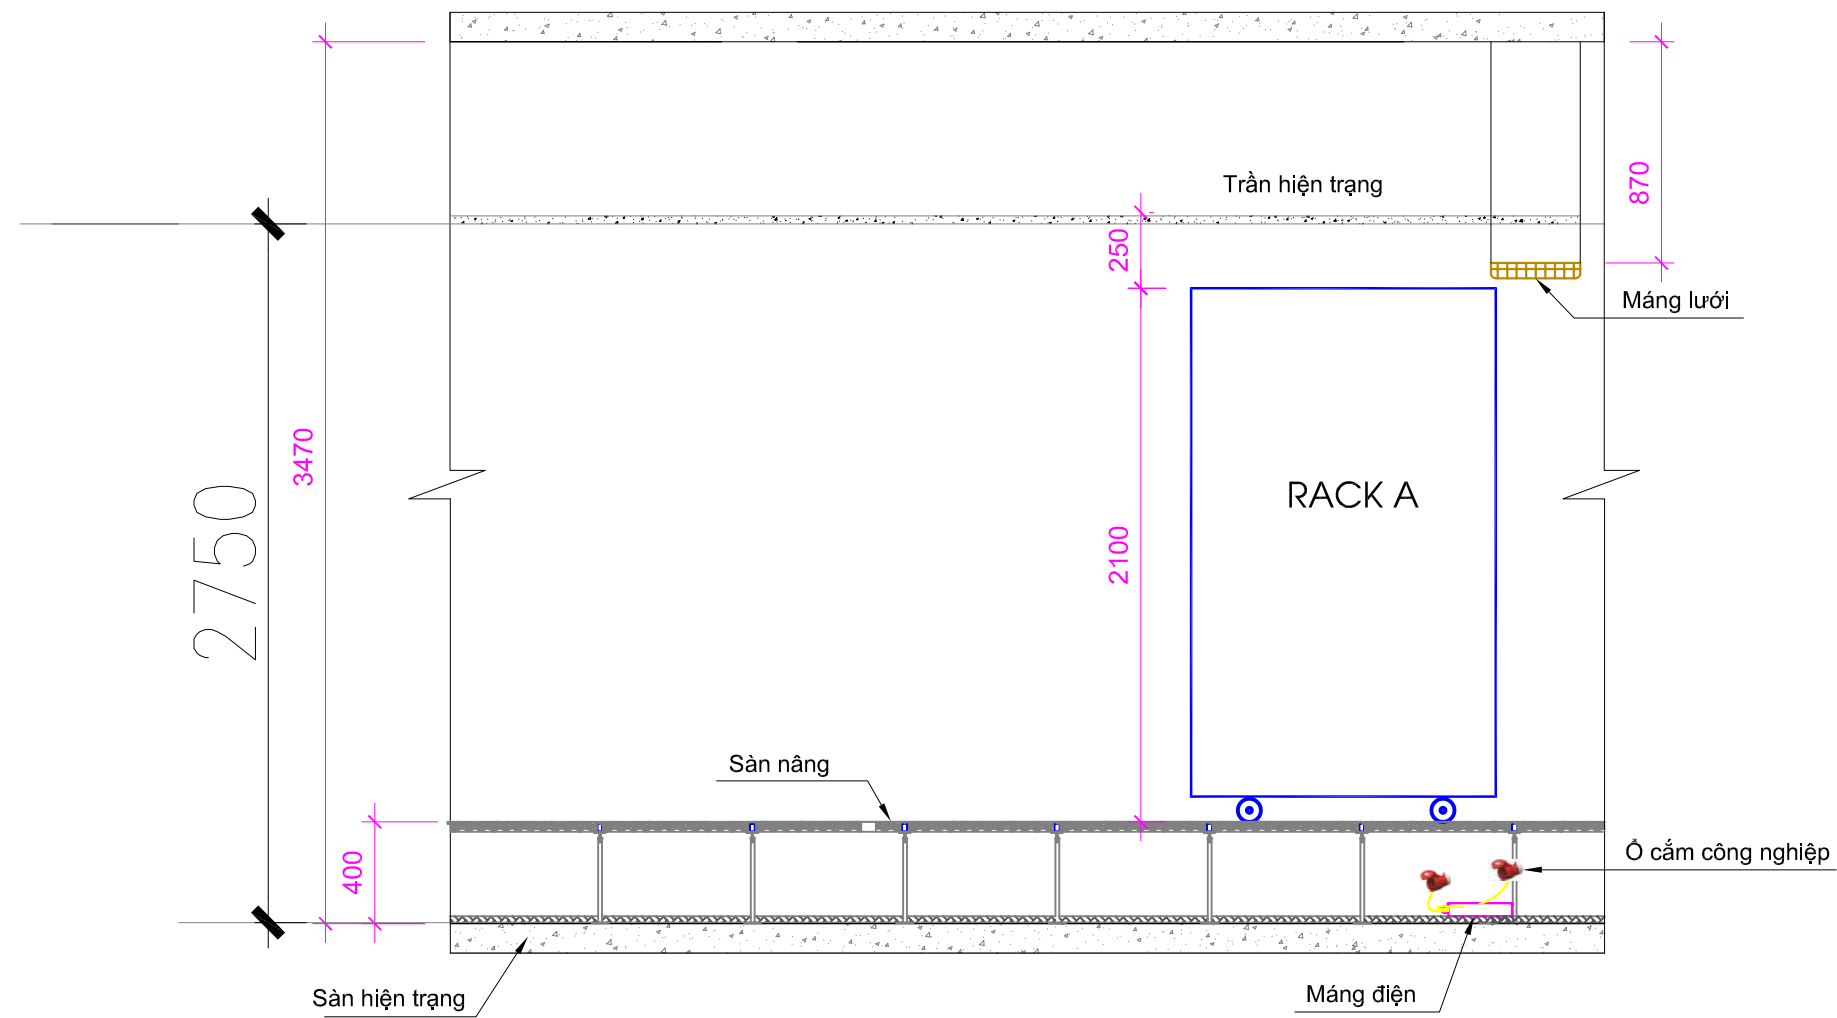 870
Trần hiện trạng
250
Máng lưới
3470
2750
RACK A
2100
Sàn nâng
400
Ổ cắm công nghiệp
Sàn hiện trạng
Máng điện